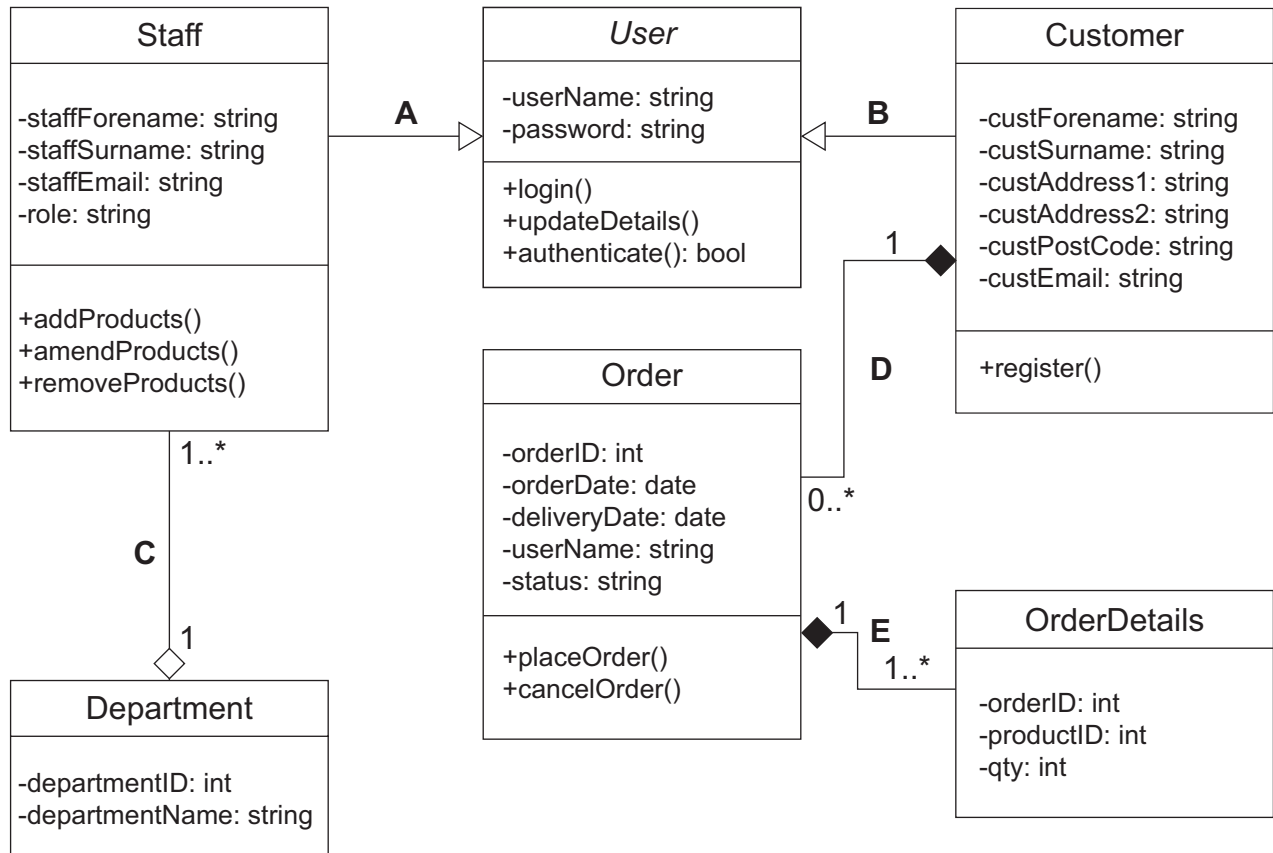 Staff
-staffForename: string
-staffSurname: string
-staffEmail: string
-role: string
+addProducts()
+amendProducts()
+removeProducts()
A
User
-userName: string
-password: string
+login()
+updateDetails()
+authenticate(): bool
B
Customer
-custForename: string
-custSurname: string
-custAddress1: string
-custAddress2: string
-custPostCode: string
-custEmail: string
+register()
1
D
0..*
1..*
C
1
Department
-departmentID: int
-departmentName: string
Order
-orderID: int
-orderDate: date
-deliveryDate: date
-userName: string
-status: string
+placeOrder()
+cancelOrder()
1
E
1..*
OrderDetails
-orderID: int
-productID: int
-qty: int